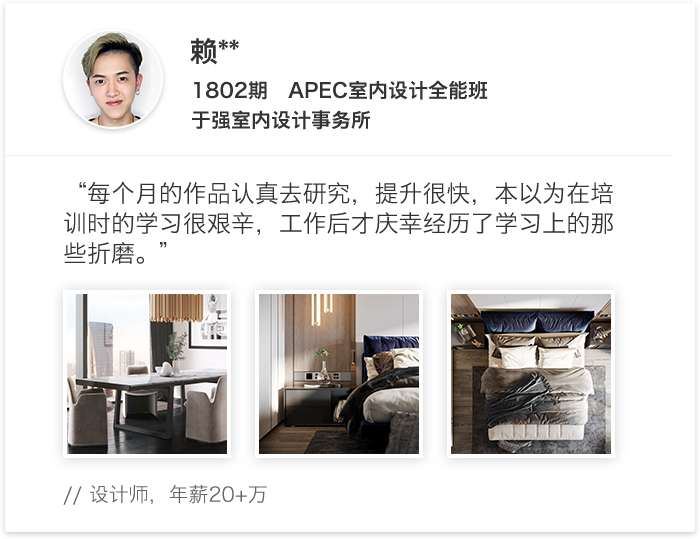 赖**
1802期　APEC室内设计全能班
于强室内设计事务所
“每个月的作品认真去研究，提升很快，本以为在培
训时的学习很艰辛，工作后才庆幸经历了学习上的那
些折磨。”
// 设计师，年薪20+万